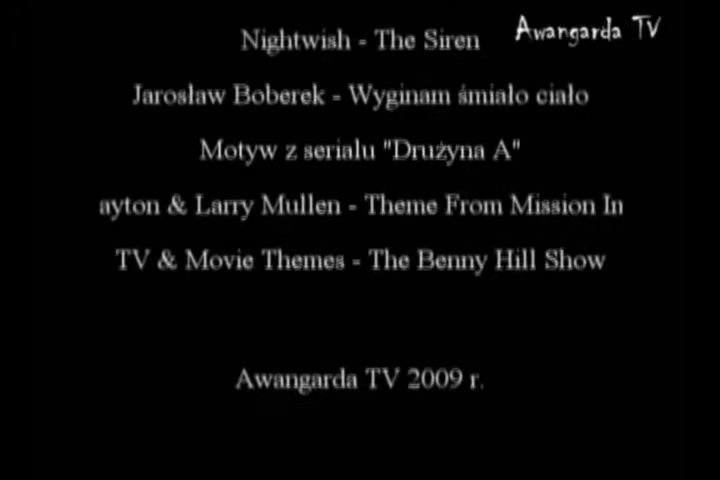 Awangarda TV
Nightwish - The Siren
Jarosław Boberek - Wyginam śmiało ciało
Motyw z serialu "Drużyna A"
ayton & Larry Mullen - Theme From Mission Im
TV & Movie Themes - The Benny Hill Show
Awangarda TV 2009 r.